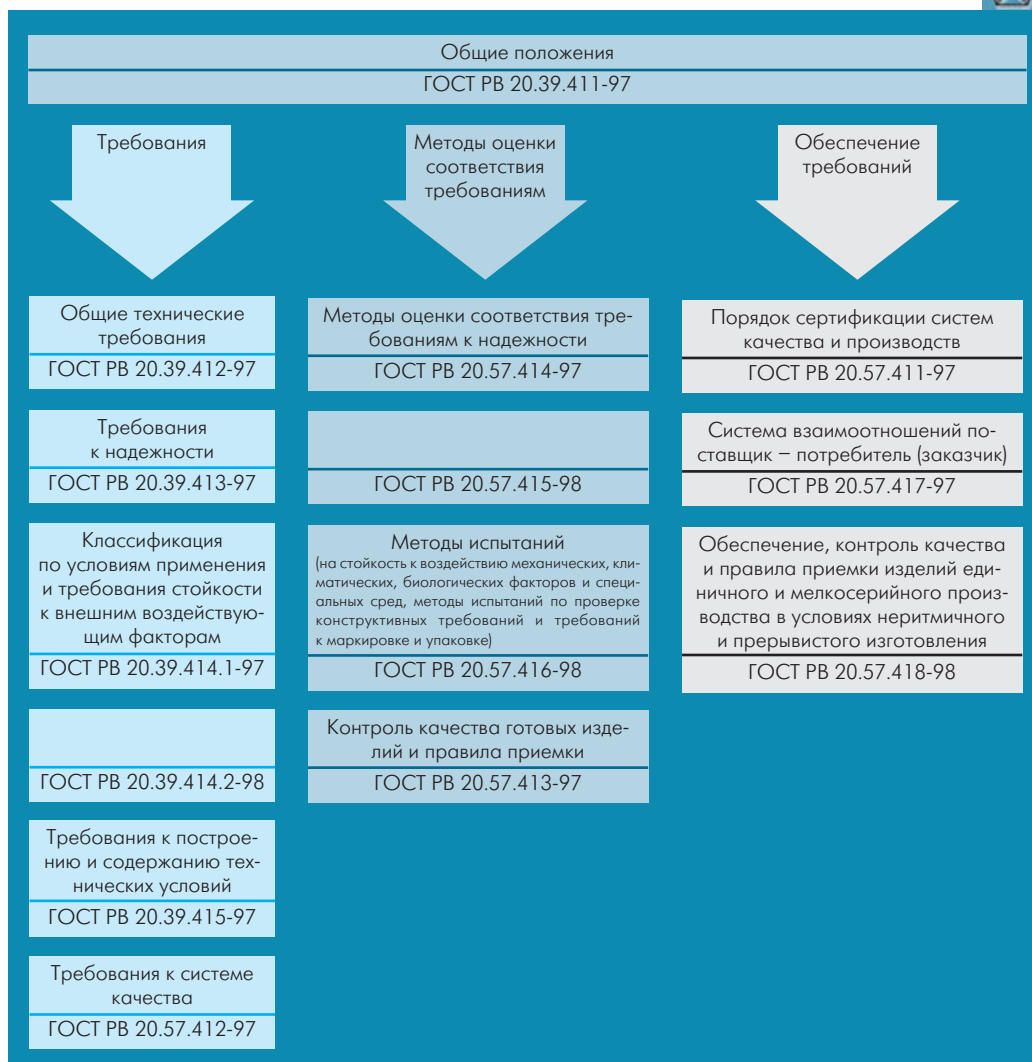 Общие положения
ГОСТ РВ 20.39.411-97
Требования
Методы оценки
соответствия
требованиям
Обеспечение
требований
Общие технические
требования
ГОСТ РВ 20.39.412-97
Требования
к надежности
ГОСТ РВ 20.39.413-97
Классификация
по условиям применения
и требования стойкости
к внешним воздействую-
щим факторам
ГОСТ РВ 20.39.414.1-97
ГОСТ РВ 20.39.414.2-98
Требования к построе-
нию и содержанию тех-
нических условий
ГОСТ РВ 20.39.415-97
Требования к системе
качества
ГОСТ РВ 20.57.412-97
Методы оценки соответствия тре-
бованиям к надежности
ГОСТ РВ 20.57.414-97
ГОСТ РВ 20.57.415-98
Методы испытаний
(на стойкость к воздействию механических, кли-
матических, биологических факторов и специ-
альных сред, методы испытаний по проверке
конструктивных требований и требований
к маркировке и упаковке)
ГОСТ РВ 20.57.416-98
Контроль качества готовых изде-
лий и правила приемки
ГОСТ РВ 20.57.413-97
Порядок сертификации систем
качества и производств
ГОСТ РВ 20.57.411-97
Система взаимоотношений по-
ставщик – потребитель (заказчик)
ГОСТ РВ 20.57.417-97
Обеспечение, контроль качества
и правила приемки изделий еди-
ничного и мелкосерийного произ-
водства в условиях неритмичного
и прерывистого изготовления
ГОСТ РВ 20.57.418-98